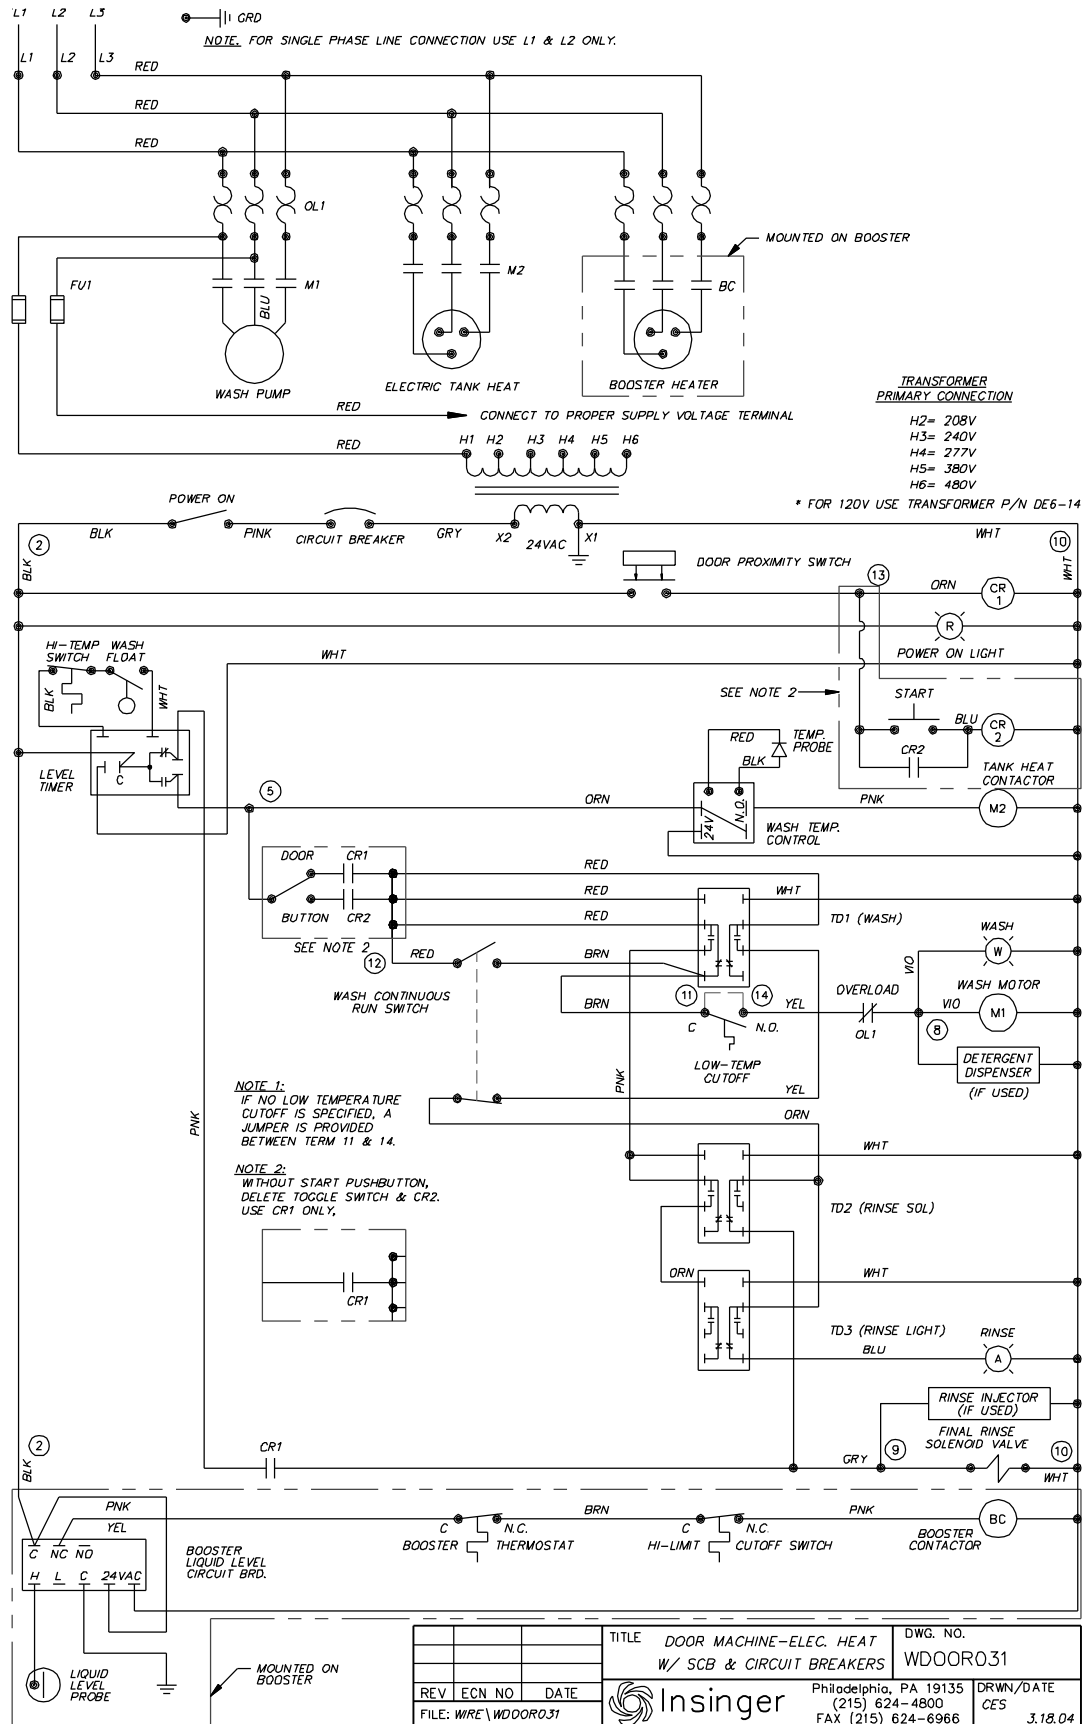 L1 L2 L3
GRD
NOTE. FOR SINGLE PHASE LINE CONNECTION USE L1 & L2 ONLY.
L1 L2 L3
RED
RED
RED
OL1
MOUNTED ON BOOSTER
FU1
BLU
M1
M2
BC
WASH PUMP
ELECTRIC TANK HEAT
BOOSTER HEATER
TRANSFORMER
PRIMARY CONNECTION
H2= 208V
H3= 240V
H4= 277V
H5= 380V
H6= 480V
* FOR 120V USE TRANSFORMER P/N DE6-14
RED
CONNECT TO PROPER SUPPLY VOLTAGE TERMINAL
RED
H1 H2 H3 H4 H5 H6
POWER ON
BLK
PINK
CIRCUIT BREAKER
GRY
X2
24VAC
X1
WHT
2
BLK
10
WHT
DOOR PROXIMITY SWITCH
13
ORN
CR
1
R
POWER ON LIGHT
HI-TEMP
SWITCH
WASH
FLOAT
WHT
BLK
WHT
SEE NOTE 2
START
BLU
CR
2
CR2
TANK HEAT
CONTACTOR
RED
TEMP.
PROBE
BLK
LEVEL
TIMER
C
5
ORN
24V
N.O.
PNK
M2
WASH TEMP.
CONTROL
DOOR
CR1
BUTTON
CR2
SEE NOTE 2
RED
RED
RED
WHT
TD1 (WASH)
12
RED
BRN
WASH CONTINUOUS
RUN SWITCH
BRN
11
14
C
N.O.
YEL
LOW-TEMP
CUTOFF
OVERLOAD
OL1
WASH
W
VIO
WASH MOTOR
VIO
M1
8
DETERGENT
DISPENSER
(IF USED)
PNK
YEL
ORN
PNK
NOTE 1:
IF NO LOW TEMPERATURE
CUTOFF IS SPECIFIED, A
JUMPER IS PROVIDED
BETWEEN TERM 11 & 14.
NOTE 2:
WITHOUT START PUSHBUTTON,
DELETE TOGGLE SWITCH & CR2.
USE CR1 ONLY,
CR1
WHT
TD2 (RINSE SOL)
ORN
WHT
TD3 (RINSE LIGHT)
BLU
RINSE
A
RINSE INJECTOR
(IF USED)
FINAL RINSE
SOLENOID VALVE
2
BLK
CR1
GRY
9
10
WHT
PNK
YEL
C NC NO
H L C 24VAC
BOOSTER
LIQUID LEVEL
CIRCUIT BRD.
C
N.C.
BOOSTER THERMOSTAT
BRN
C
N.C.
HI-LIMIT CUTOFF SWITCH
PNK
BC
BOOSTER
CONTACTOR
LIQUID
LEVEL
PROBE
MOUNTED ON
BOOSTER
REV ECN NO DATE
FILE: WIRE\WDOOR031
TITLE DOOR MACHINE-ELEC. HEAT
W/ SCB & CIRCUIT BREAKERS
DWG. NO.
WDOOR031
Insinger
Philadelphia, PA 19135
(215) 624-4800
FAX (215) 624-6966
DRWN/DATE
CES
3.18.04